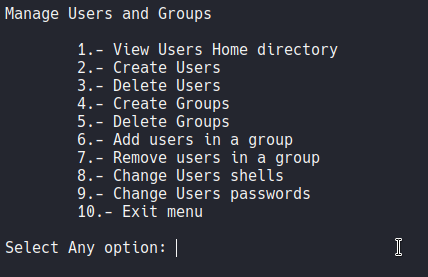 Manage Users and Groups
1.- View Users Home directory
2.- Create Users
3.- Delete Users
4.- Create Groups
5.- Delete Groups
6.- Add users in a group
7.- Remove users in a group
8.- Change Users shells
9.- Change Users passwords
10.- Exit menu
Select Any option: